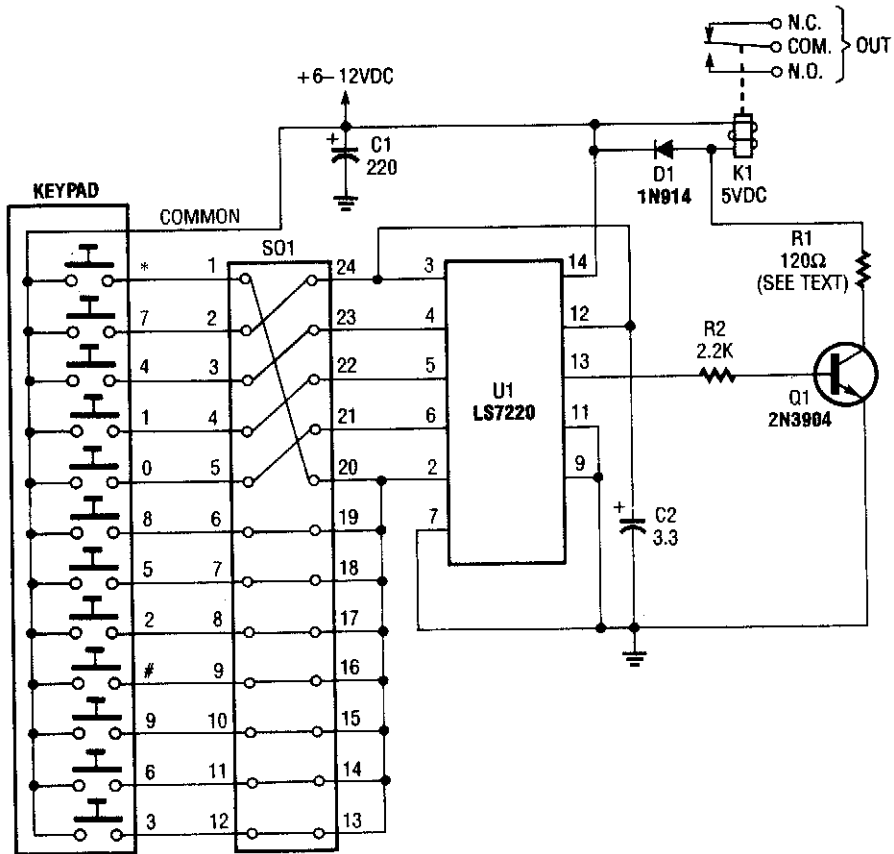 N.C.
COM.
N.O.
OUT
+6–12VDC
+
C1
220
D1
1N914
K1
5VDC
KEYPAD
COMMON
SO1
R1
120Ω
(SEE TEXT)
* 1 24 3 14
7 2 23 4 12
4 3 22 5 13
1 4 21 6 11
0 5 20 2 9
8 6 19 7
5 7 18
2 8 17
# 9 16
9 10 15
6 11 14
3 12 13
U1
LS7220
R2
2.2K
Q1
2N3904
+
C2
3.3